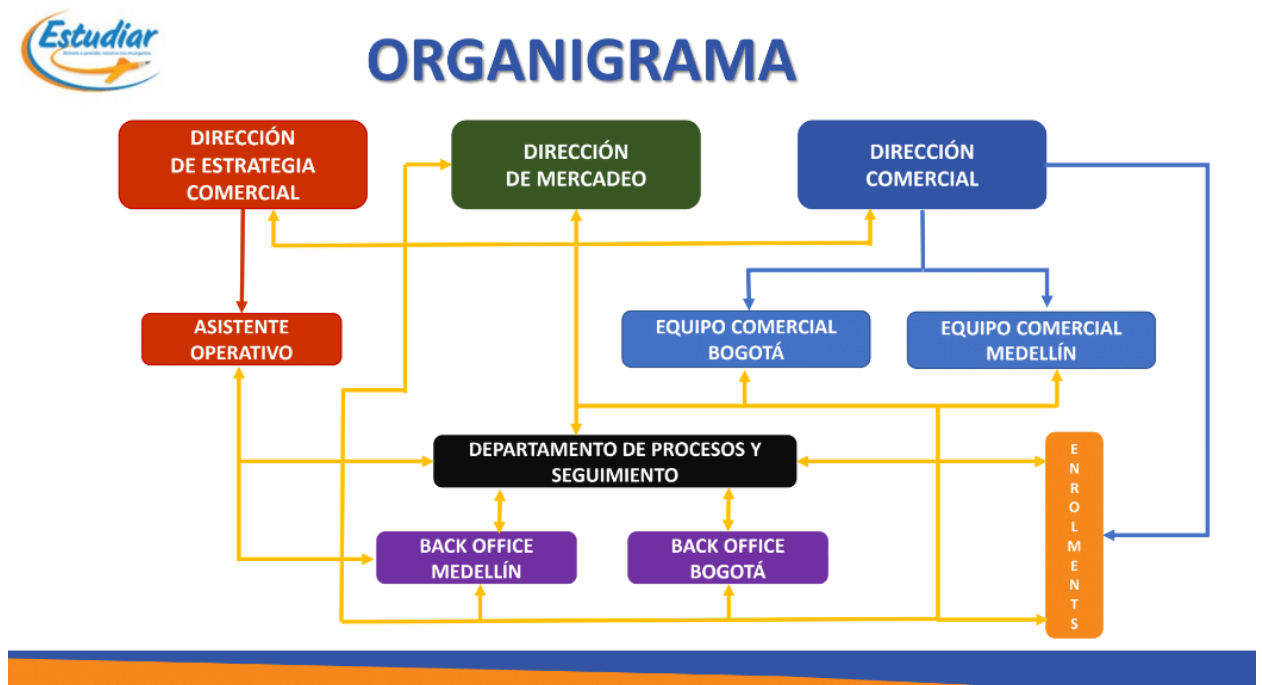 Estudiar
ORGANIGRAMA
DIRECCIÓN
DE ESTRATEGIA
COMERCIAL
DIRECCIÓN
DE MERCADEO
DIRECCIÓN
COMERCIAL
ASISTENTE
OPERATIVO
EQUIPO COMERCIAL
BOGOTÁ
EQUIPO COMERCIAL
MEDELLÍN
DEPARTAMENTO DE PROCESOS Y
SEGUIMIENTO
BACK OFFICE
MEDELLÍN
BACK OFFICE
BOGOTÁ
E
N
R
O
L
M
E
N
T
S